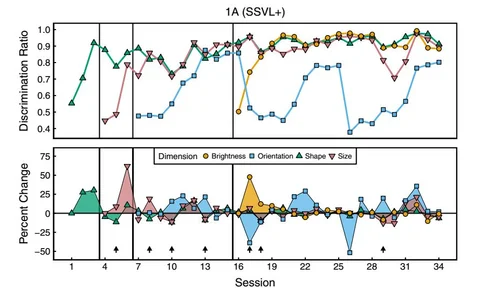 1A (SSVL+)
Discrimination Ratio
1.0
0.9
0.8
0.7
0.6
0.5
0.4
Percent Change
75
50
25
0
−25
−50
Dimension Brightness Orientation Shape Size
1 4 7 10 13 16 19 22 25 28 31 34
Session